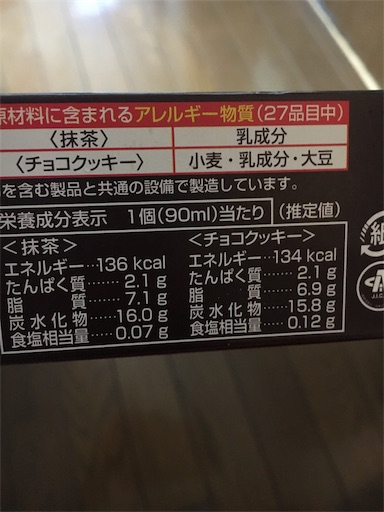 原材料に含まれるアレルギー物質(27品目中)
〈抹茶〉 乳成分
〈チョコクッキー〉 小麦・乳成分・大豆
を含む製品と共通の設備で製造しています。
栄養成分表示 1個(90ml)当たり (推定値)
<抹茶>
エネルギー…136 kcal
たんぱく質……2.1 g
脂質……7.1 g
炭水化物……16.0 g
食塩相当量……0.07 g
<チョコクッキー>
エネルギー…134 kcal
たんぱく質……2.1 g
脂質……6.9 g
炭水化物……15.8 g
食塩相当量……0.12 g
紙